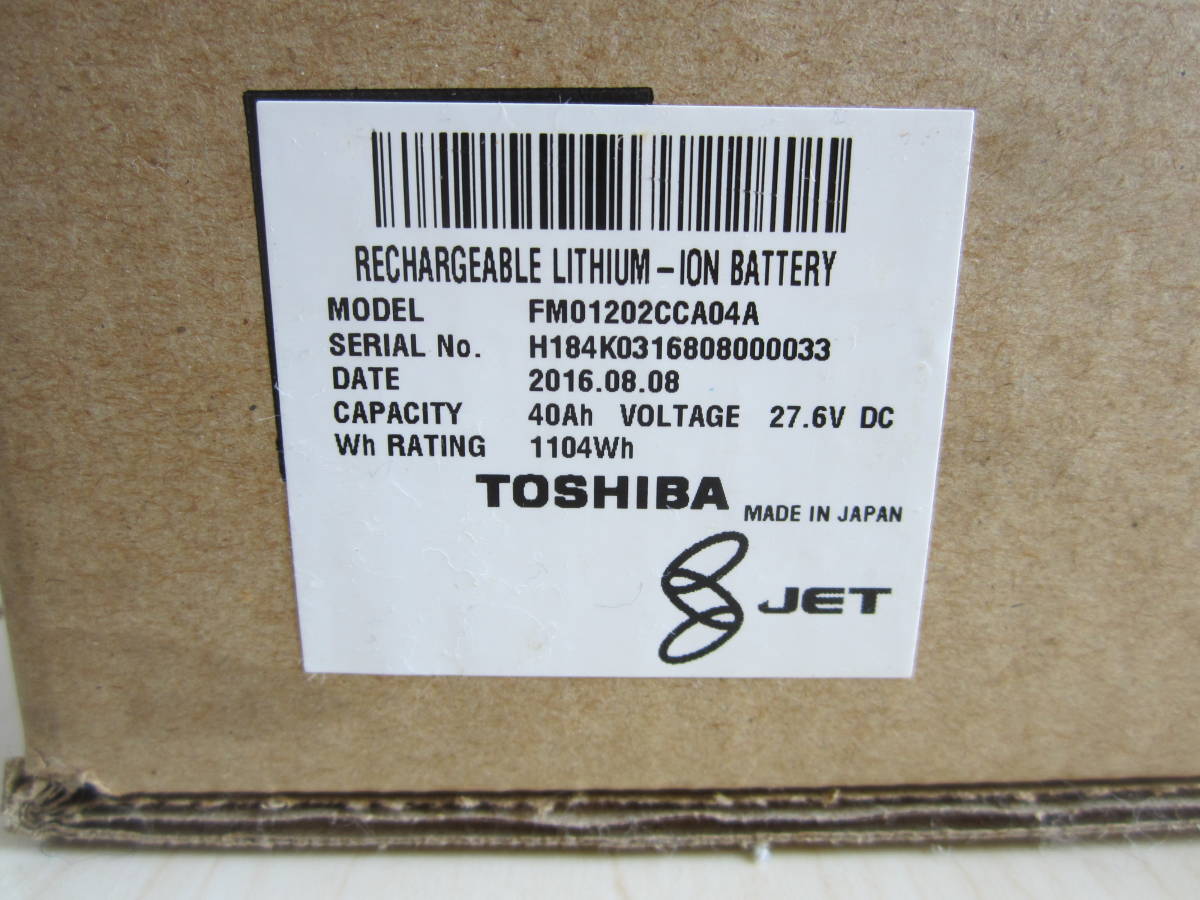 RECHARGEABLE LITHIUM-ION BATTERY
MODEL FM01202CCA04A
SERIAL No. H184K0316808000033
DATE 2016.08.08
CAPACITY 40Ah VOLTAGE 27.6V DC
Wh RATING 1104Wh
TOSHIBA MADE IN JAPAN
JET